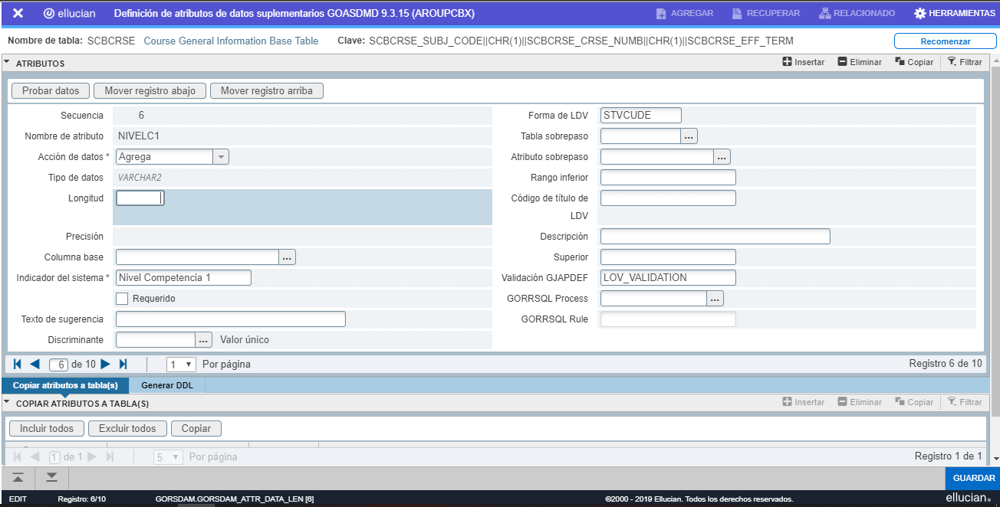 ellucian Definición de atributos de datos suplementarios GOASDMD 9.3.15 (AROUPCBX) AGREGAR RECUPERAR RELACIONADO HERRAMIENTAS
Nombre de tabla: SCBCRSE Course General Information Base Table Clave: SCBCRSE_SUBJ_CODE||CHR(1)||SCBCRSE_CRSE_NUMB||CHR(1)||SCBCRSE_EFF_TERM Recomenzar
ATRIBUTOS Insertar Eliminar Copiar Filtrar
Probar datos Mover registro abajo Mover registro arriba
Secuencia 6 Forma de LDV STVCUDE
Nombre de atributo NIVELC1 Tabla sobrepaso ...
Acción de datos * Agrega Atributo sobrepaso ...
Tipo de datos VARCHAR2 Rango inferior
Longitud Código de título de
LDV
Precisión Descripción
Columna base ... Superior
Indicador del sistema * Nivel Competencia 1 Validación GJAPDEF LOV_VALIDATION
Requerido GORRSQL Process ...
Texto de sugerencia GORRSQL Rule
Discriminante ... Valor único
6 de 10 1 Por página Registro 6 de 10
Copiar atributos a tabla(s) Generar DDL
COPIAR ATRIBUTOS A TABLA(S) Insertar Eliminar Copiar Filtrar
Incluir todos Excluir todos Copiar
1 de 1 5 Por página Registro 1 de 1
GUARDAR
EDIT Registro: 6/10 GORSDAM.GORSDAM_ATTR_DATA_LEN [6] ©2000 - 2019 Ellucian. Todos los derechos reservados. ellucian